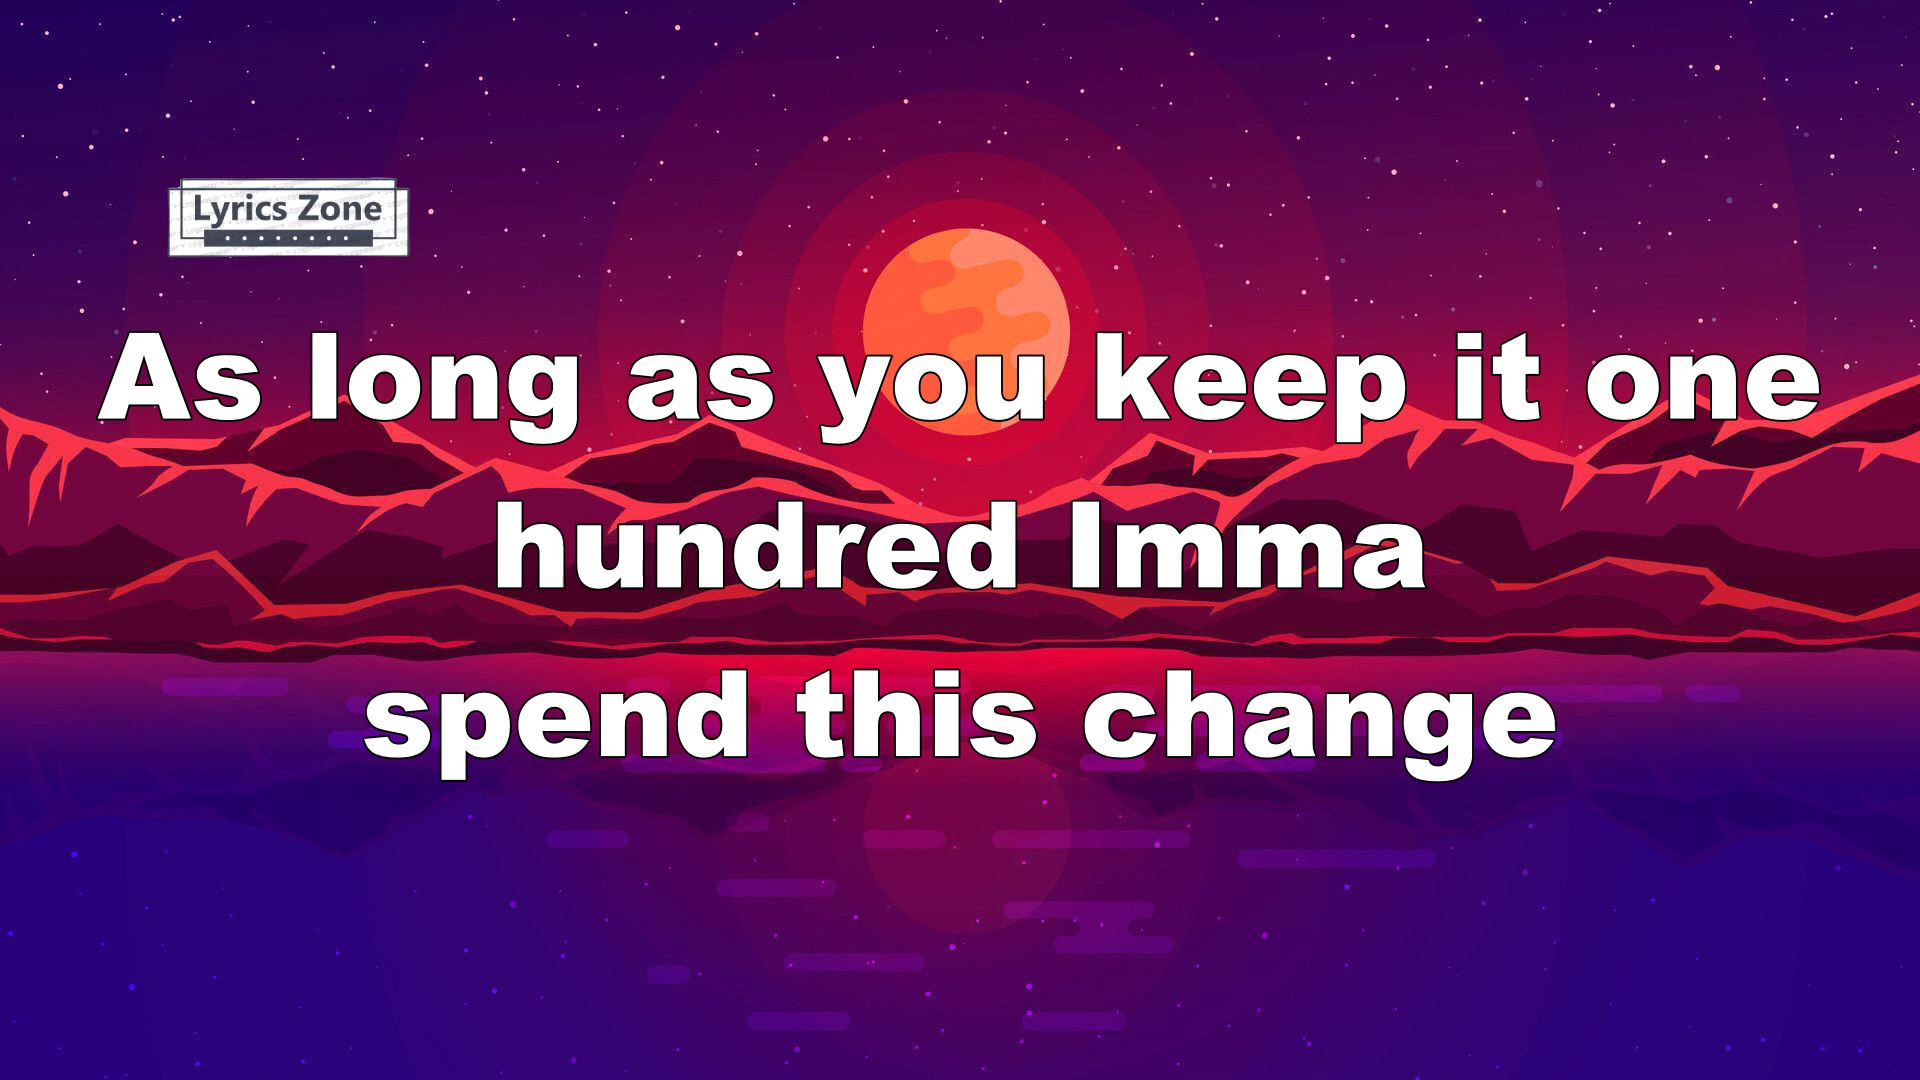 Lyrics Zone
As long as you keep it one
hundred Imma
spend this change